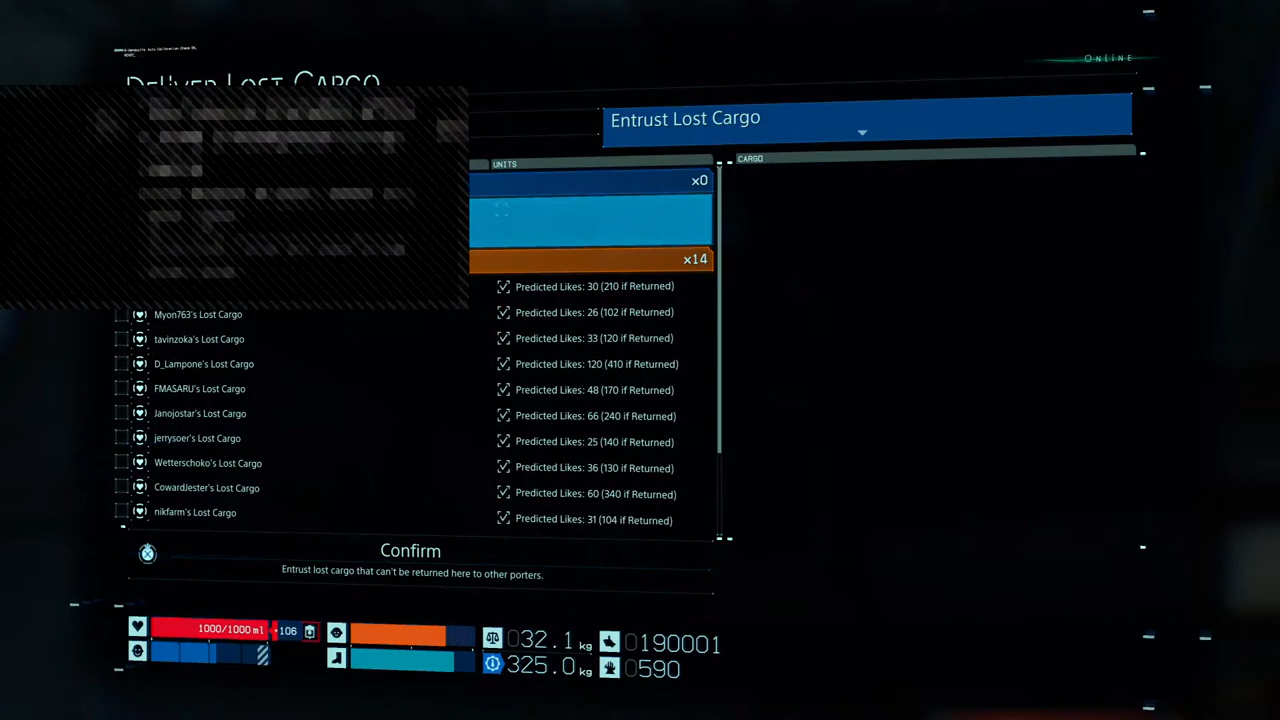 DELIVER LOST CARGO
ONLINE
Entrust Lost Cargo
UNITS
CARGO
x0
x14
Predicted Likes: 30 (210 if Returned)
Myon763's Lost Cargo
Predicted Likes: 26 (102 if Returned)
tavinzoka's Lost Cargo
Predicted Likes: 33 (120 if Returned)
D_Lampone's Lost Cargo
Predicted Likes: 120 (410 if Returned)
FMASARU's Lost Cargo
Predicted Likes: 48 (170 if Returned)
Janojostar's Lost Cargo
Predicted Likes: 66 (240 if Returned)
jerrysoer's Lost Cargo
Predicted Likes: 25 (140 if Returned)
Wetterschoko's Lost Cargo
Predicted Likes: 36 (130 if Returned)
CowardJester's Lost Cargo
Predicted Likes: 60 (340 if Returned)
nikfarm's Lost Cargo
Predicted Likes: 31 (104 if Returned)
Confirm
Entrust lost cargo that can't be returned here to other porters.
1000/1000 ml
106
032.1 kg
0190001
325.0 kg
0590